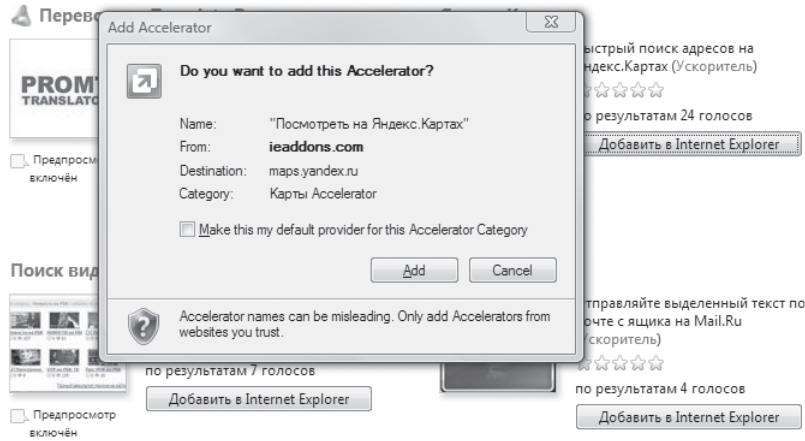 Add Accelerator
Do you want to add this Accelerator?
Name: "Посмотреть на Яндекс.Картах"
From: ieaddons.com
Destination: maps.yandex.ru
Category: Карты Accelerator
Make this my default provider for this Accelerator Category
Add Cancel
Accelerator names can be misleading. Only add Accelerators from
websites you trust.
PROM
TRANSLATO
Предпросм
включён
ыстрый поиск адресов на
ндекс.Картах (Ускоритель)
по результатам 24 голосов
Добавить в Internet Explorer
Поиск вид
по результатам 7 голосов
Добавить в Internet Explorer
Предпросмотр
включён
тправляйте выделенный текст по
очте с ящика на Mail.Ru
скоритель)
по результатам 4 голосов
Добавить в Internet Explorer